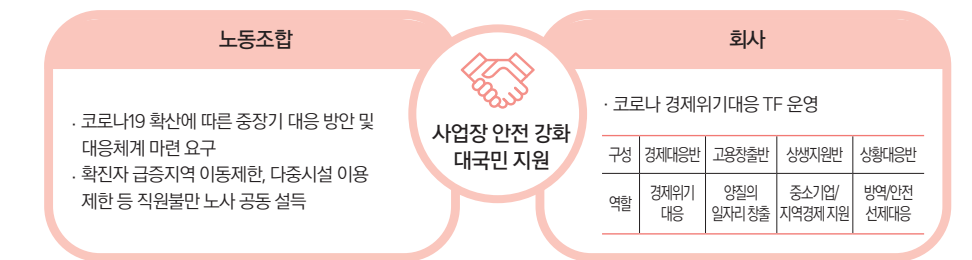 노동조합
· 코로나19 확산에 따른 중장기 대응 방안 및
대응체계 마련 요구
· 확진자 급증지역 이동제한, 다중시설 이용
제한 등 직원불만 노사 공동 설득
사업장 안전 강화
대국민 지원
회사
· 코로나 경제위기대응 TF 운영
구성 경제대응반 고용창출반 상생지원반 상황대응반
역할 경제위기 대응 양질의 일자리 창출 중소기업/ 지역경제 지원 방역/안전 선제대응